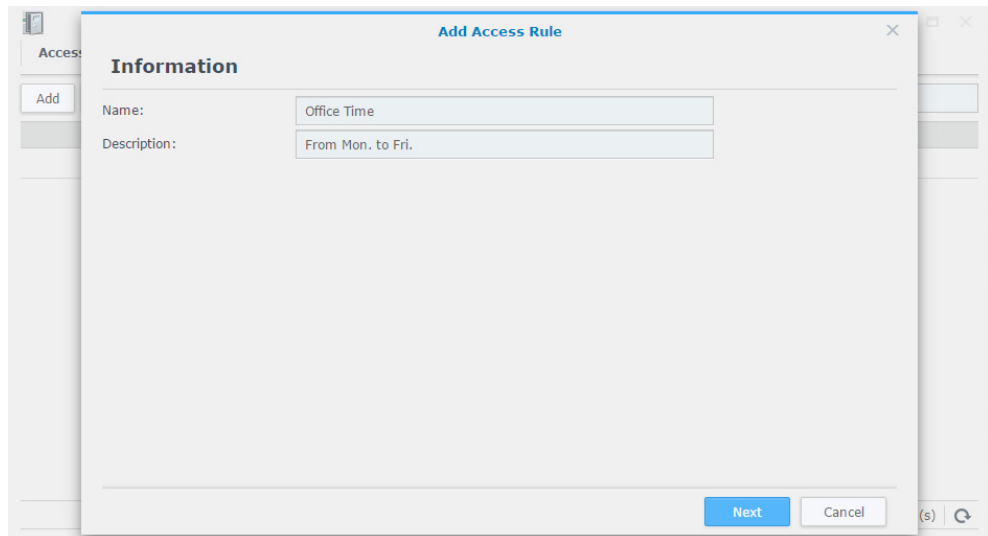 Add Access Rule
Acces
Information
Add
Name: Office Time
Description: From Mon. to Fri.
Next Cancel
(s)